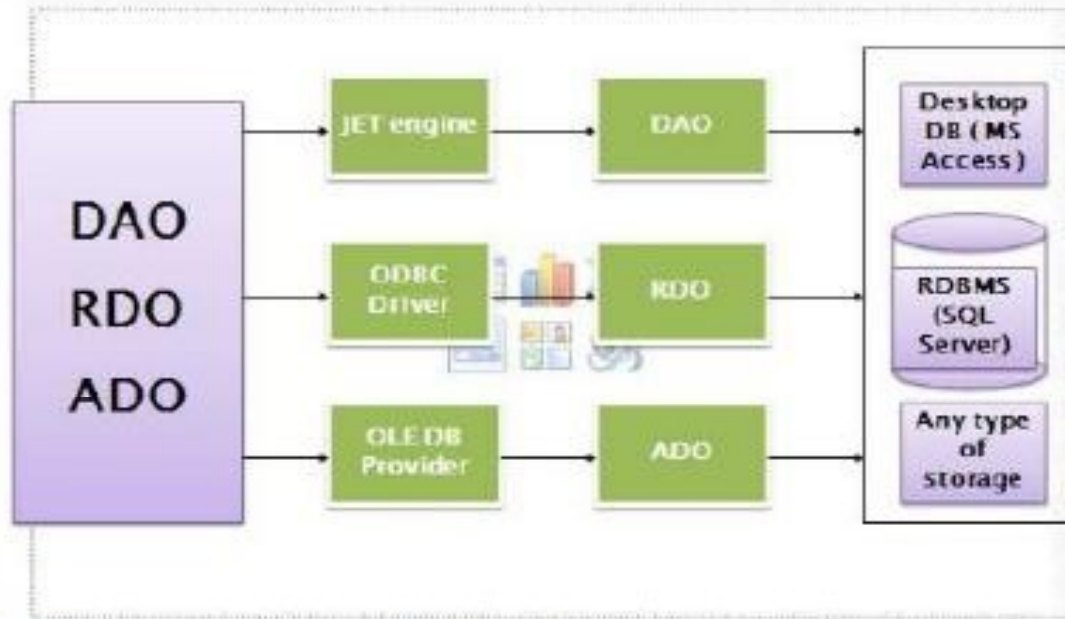 DAO
RDO
ADO
JET engine
DAO
ODBC
Driver
RDO
OLE DB
Provider
ADO
Desktop
DB ( MS
Access )
RDBMS
(SQL
Server)
Any type
of
storage